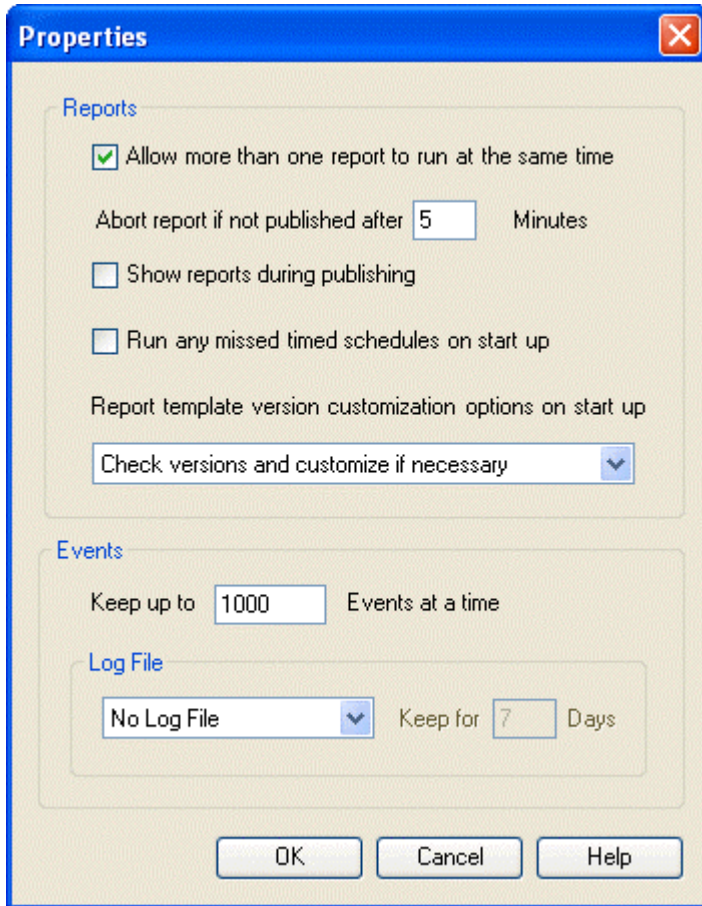 Properties
Reports
Allow more than one report to run at the same time
Abort report if not published after 5 Minutes
Show reports during publishing
Run any missed timed schedules on start up
Report template version customization options on start up
Check versions and customize if necessary
Events
Keep up to 1000 Events at a time
Log File
No Log File Keep for 7 Days
OK Cancel Help